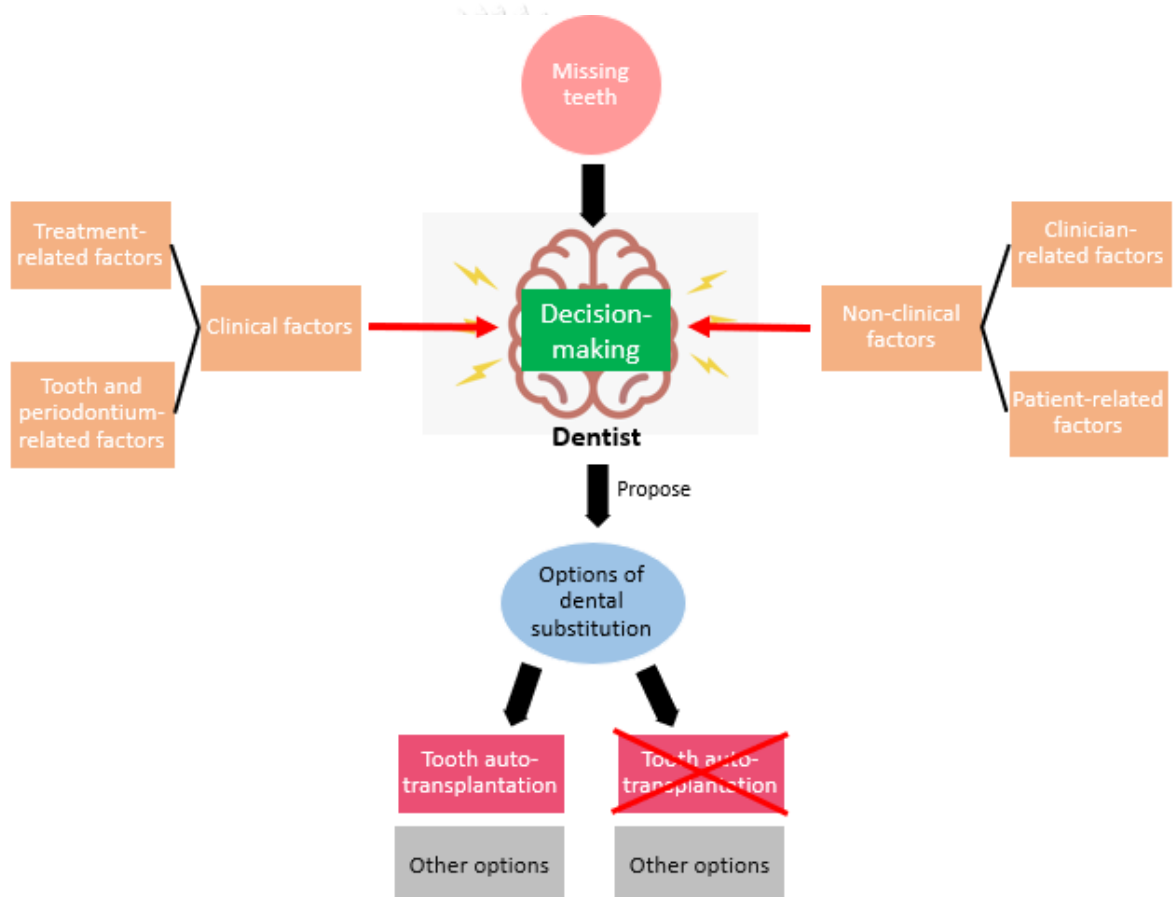 Missing
teeth
Treatment-
related factors
Clinical factors
Tooth and
periodontium-
related factors
Decision-
making
Dentist
Clinician-
related factors
Non-clinical
factors
Patient-related
factors
Propose
Options of
dental
substitution
Tooth auto-
transplantation
Other options
Tooth auto-
transplantation
Other options